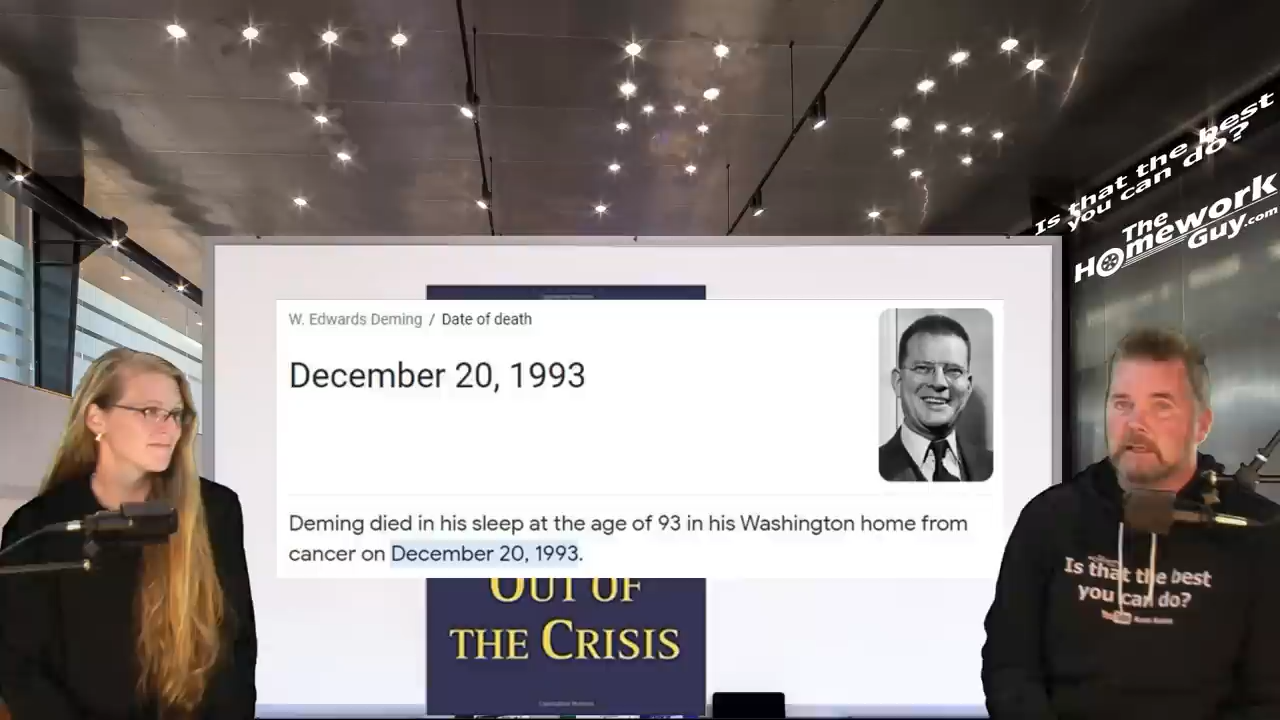 Is that the best
you can do?
The
Homework
Guy.com
W. Edwards Deming / Date of death
December 20, 1993
Deming died in his sleep at the age of 93 in his Washington home from
cancer on December 20, 1993.
OUT OF
THE CRISIS
Is that the best
you can do?